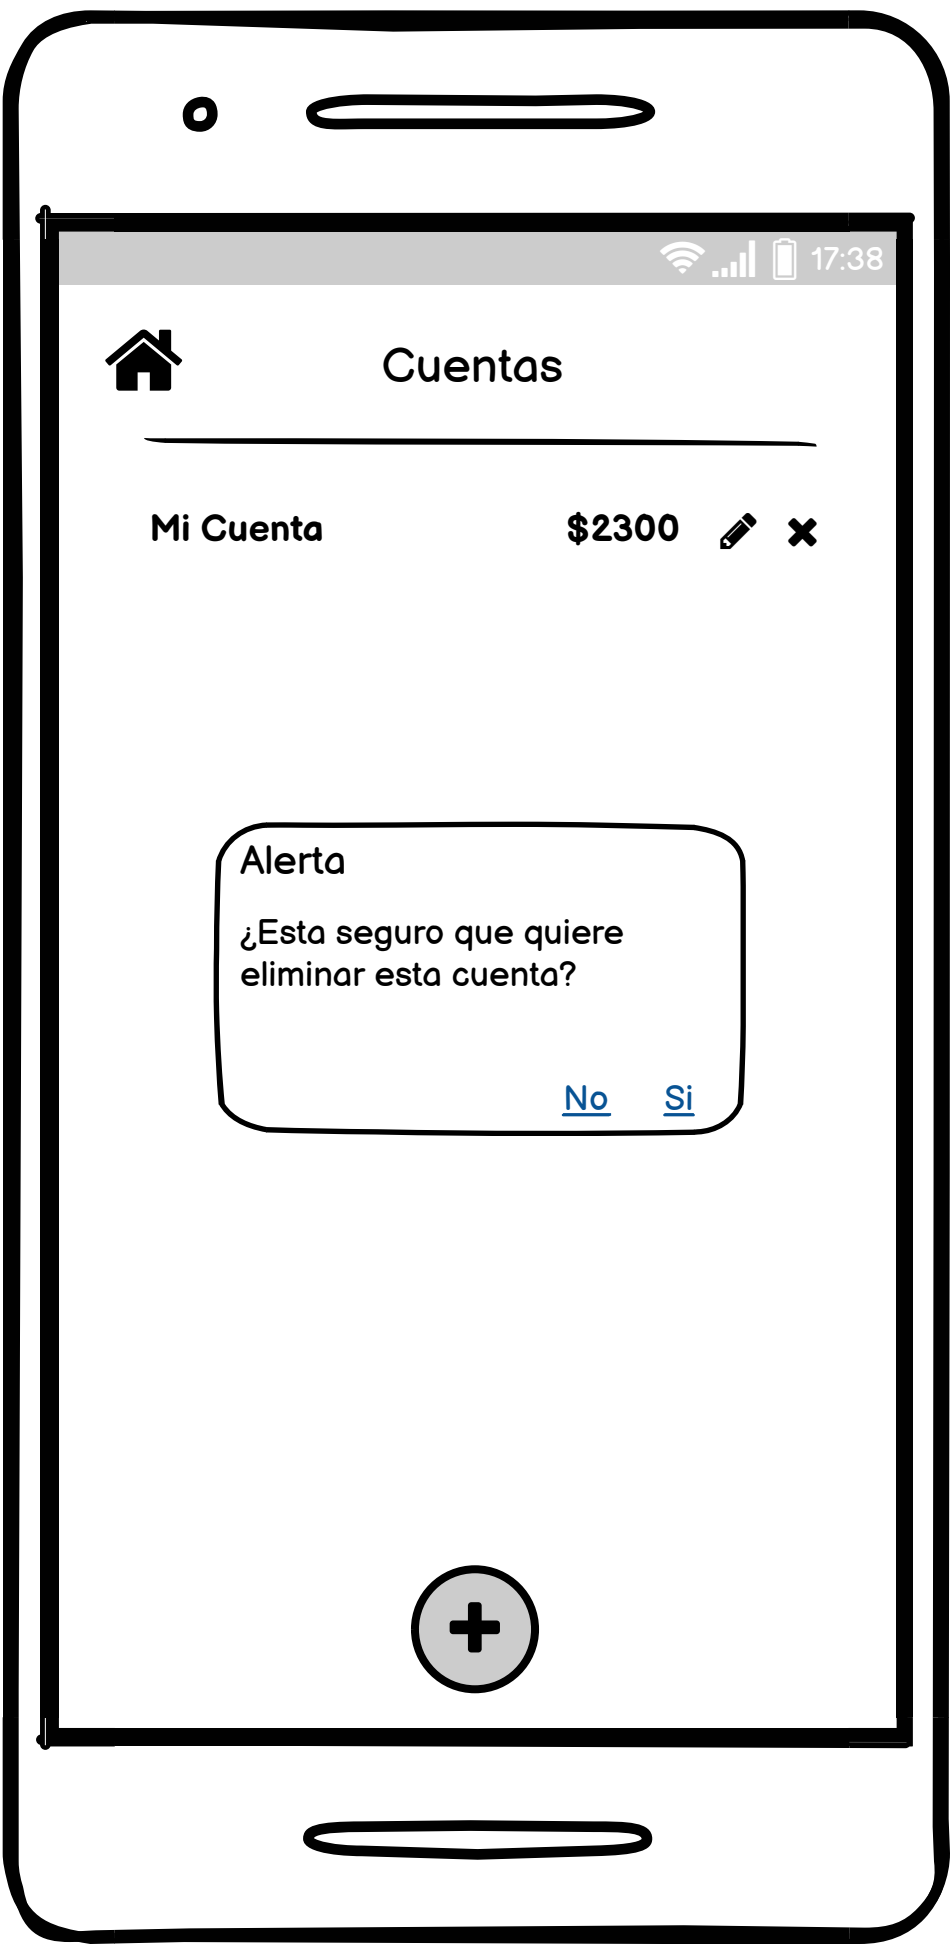 17:38
Cuentas
Mi Cuenta $2300
Alerta
¿Esta seguro que quiere
eliminar esta cuenta?
No Si